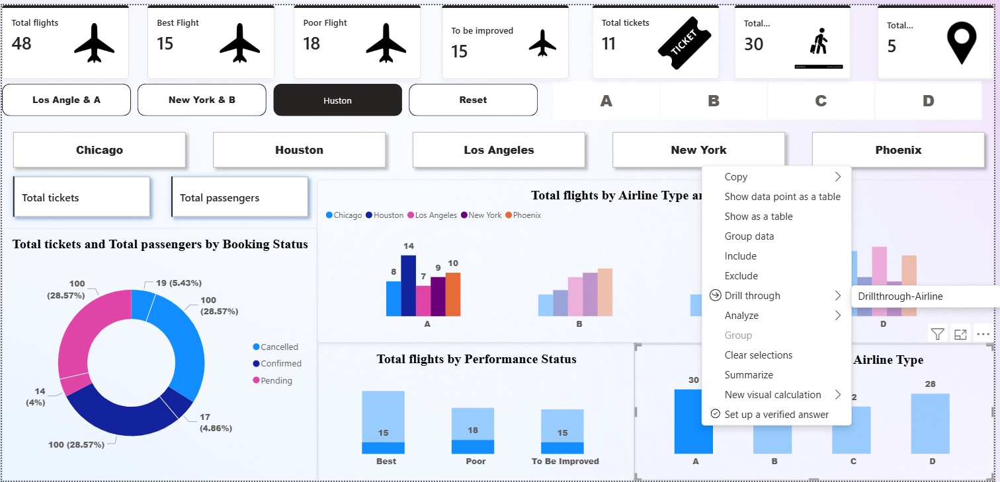 Total flights
48
Best Flight
15
Poor Flight
18
To be improved
15
Total tickets
11
TICKET
Total...
30
Total...
5
Los Angle & A
New York & B
Huston
Reset
A
B
C
D
Chicago
Houston
Los Angeles
New York
Phoenix
Total tickets
Total passengers
Total flights by Airline Type
Chicago Houston Los Angeles New York Phoenix
8
14
7
9
10
A
B
D
Copy
Show data point as a table
Show as a table
Group data
Include
Exclude
Drill through
Drillthrough-Airline
Analyze
Group
Clear selections
Summarize
New visual calculation
Set up a verified answer
Total tickets and Total passengers by Booking Status
19 (5.43%)
100
(28.57%)
100
(28.57%)
14
(4%)
17
(4.86%)
100 (28.57%)
Cancelled
Confirmed
Pending
Total flights by Performance Status
15
18
15
Best
Poor
To Be Improved
Airline Type
30
2
28
A
B
C
D